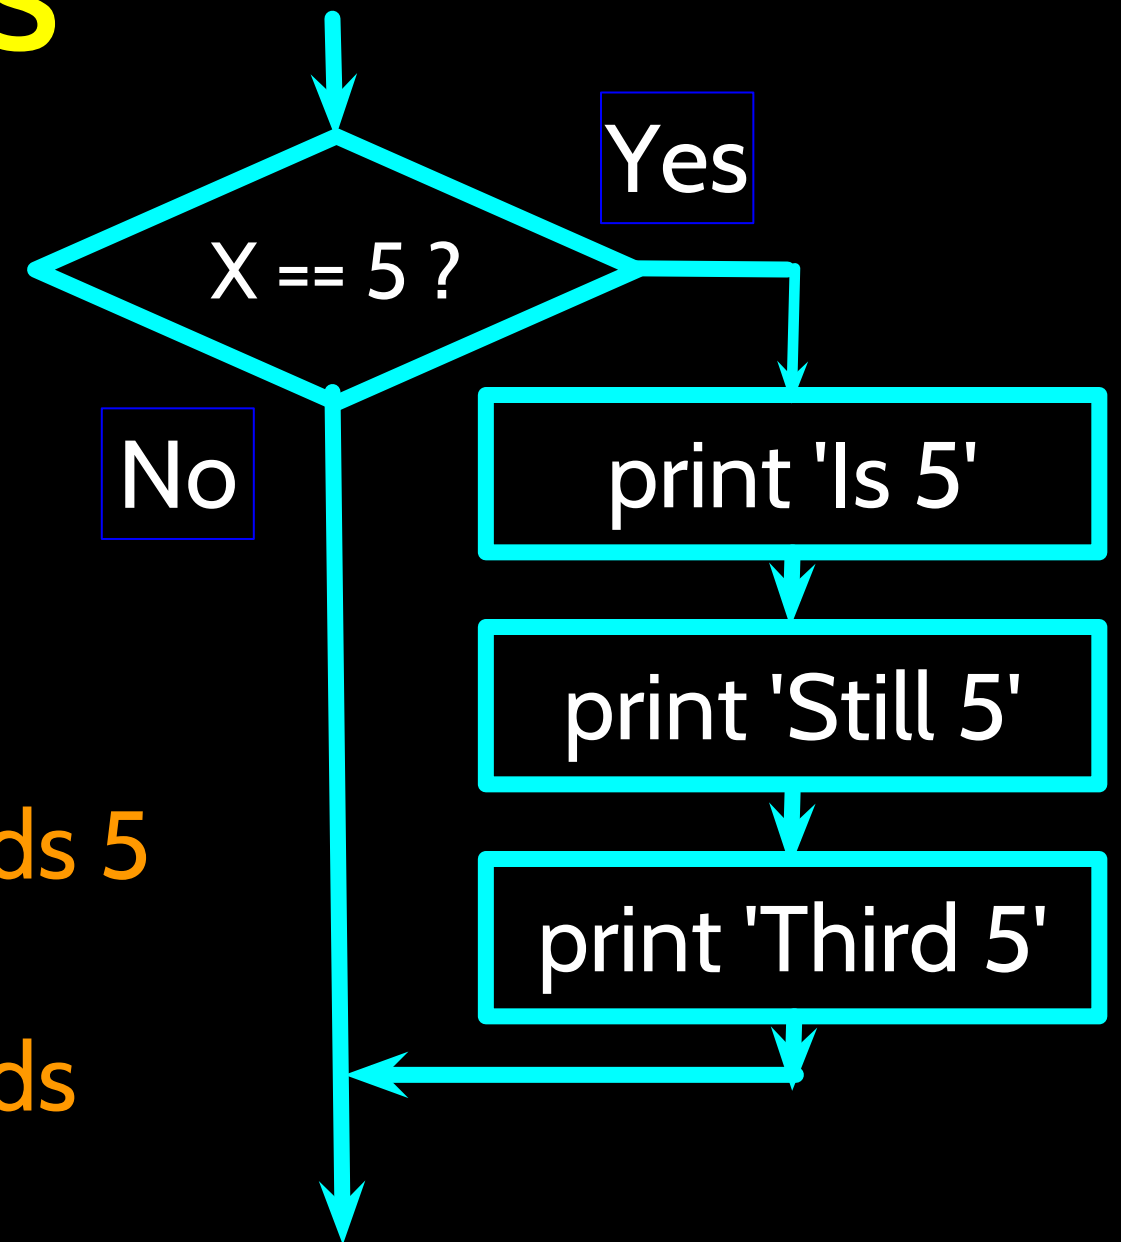 Yes
X == 5 ?
No
print 'Is 5'
print 'Still 5'
ds 5
print 'Third 5'
ds